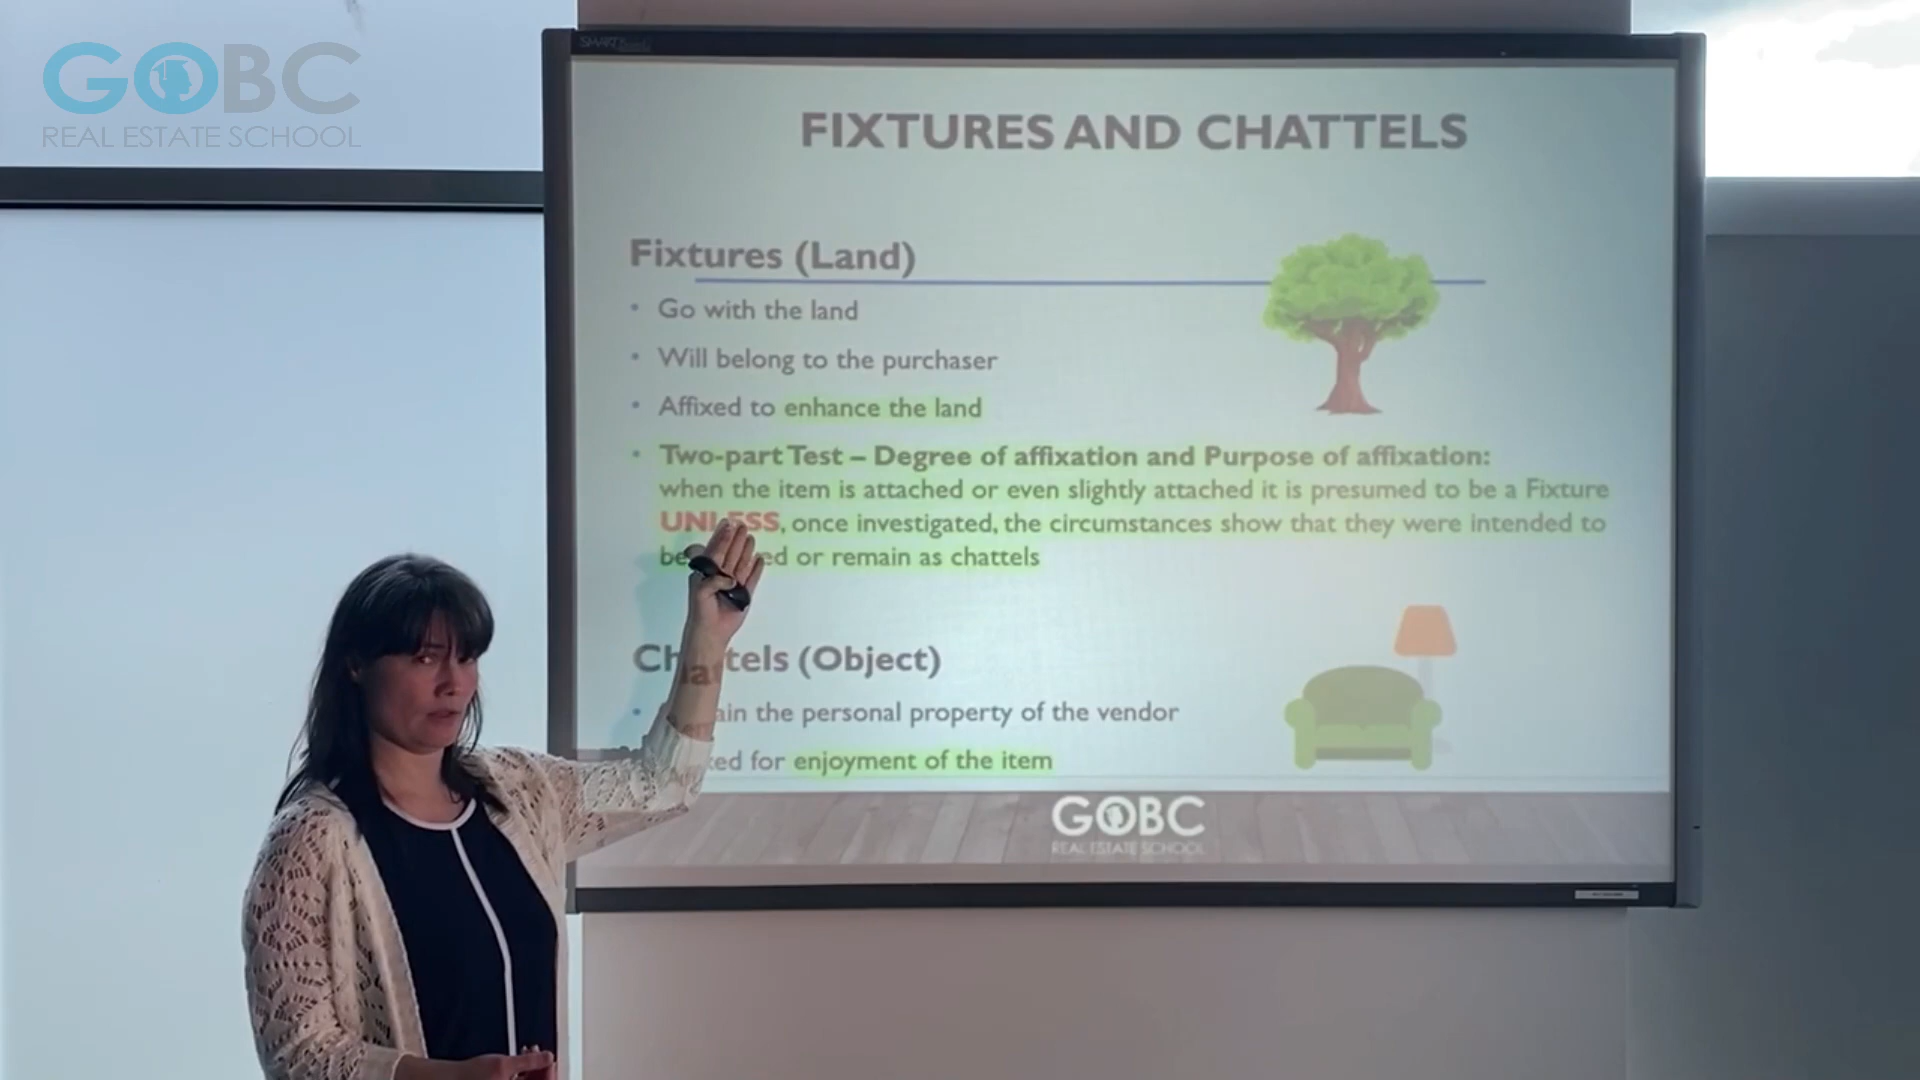 GOBC
REAL ESTATE SCHOOL
SMART
FIXTURES AND CHATTELS
Fixtures (Land)
• Go with the land
• Will belong to the purchaser
• Affixed to enhance the land
• Two-part Test – Degree of affixation and Purpose of affixation:
when the item is attached or even slightly attached it is presumed to be a Fixture
UNLESS, once investigated, the circumstances show that they were intended to
be or remain as chattels
Chattels (Object)
• the personal property of the vendor
for enjoyment of the item
GOBC
REAL ESTATE SCHOOL